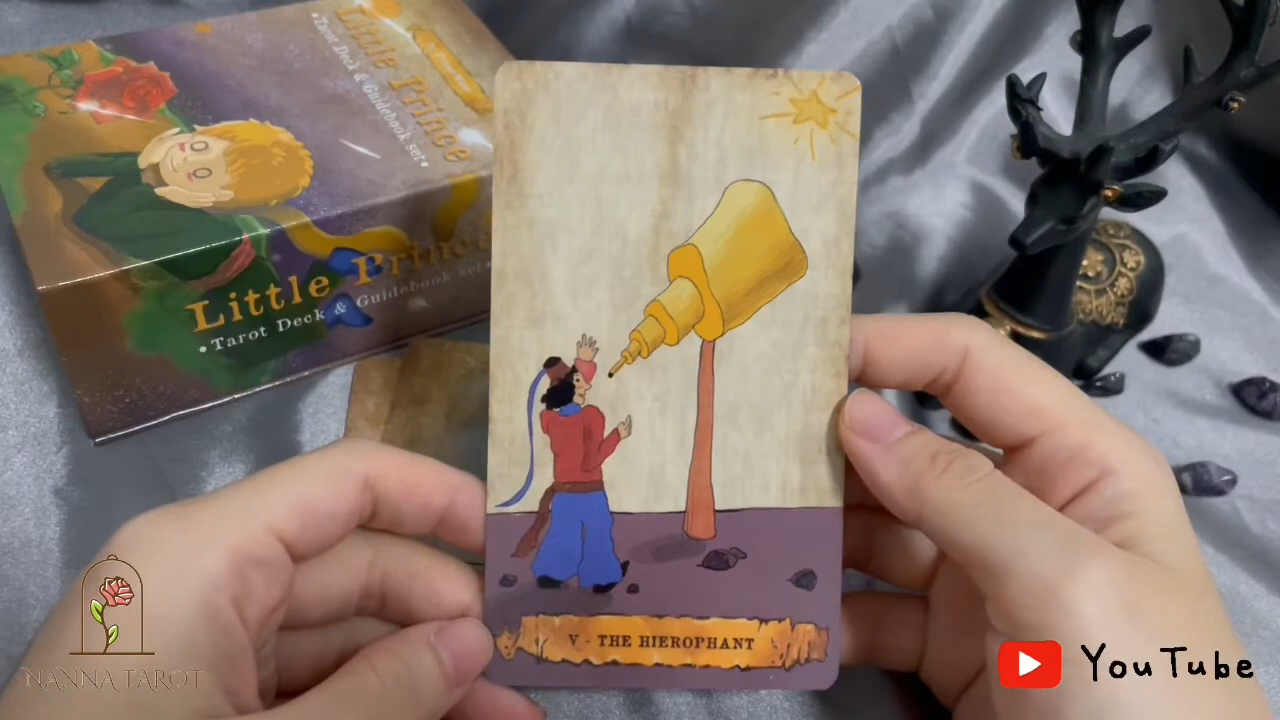 Little Prince
•Tarot Deck & Guidebook set•
Little Prince
•Tarot Deck & Guidebook set•
V - THE HIEROPHANT
NANNA TAROT
YouTube